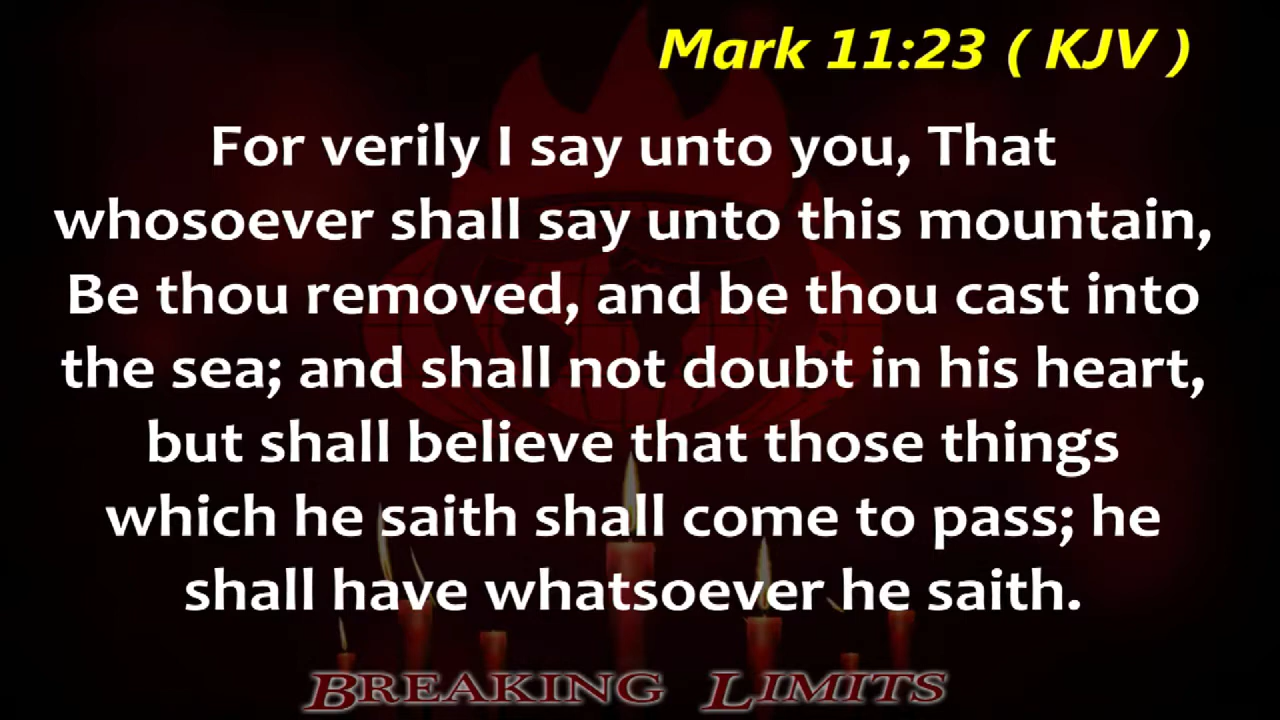 Mark 11:23 ( KJV )
For verily I say unto you, That
whosoever shall say unto this mountain,
Be thou removed, and be thou cast into
the sea; and shall not doubt in his heart,
but shall believe that those things
which he saith shall come to pass; he
shall have whatsoever he saith.
BREAKING LIMITS